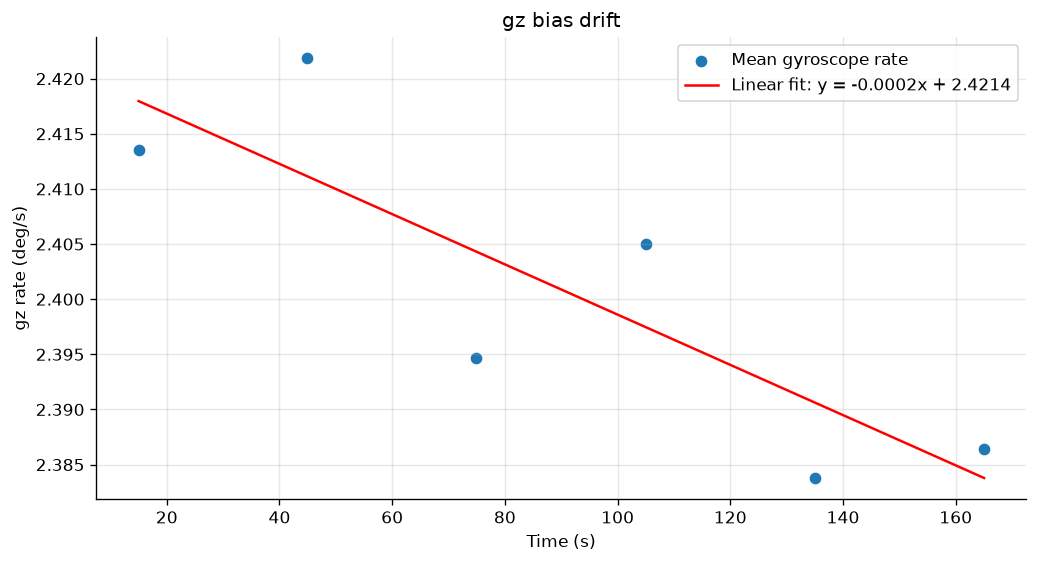 gz bias drift
Mean gyroscope rate
Linear fit: y = -0.0002x + 2.4214
2.420
2.415
2.410
2.405
2.400
2.395
2.390
2.385
gz rate (deg/s)
20 40 60 80 100 120 140 160
Time (s)